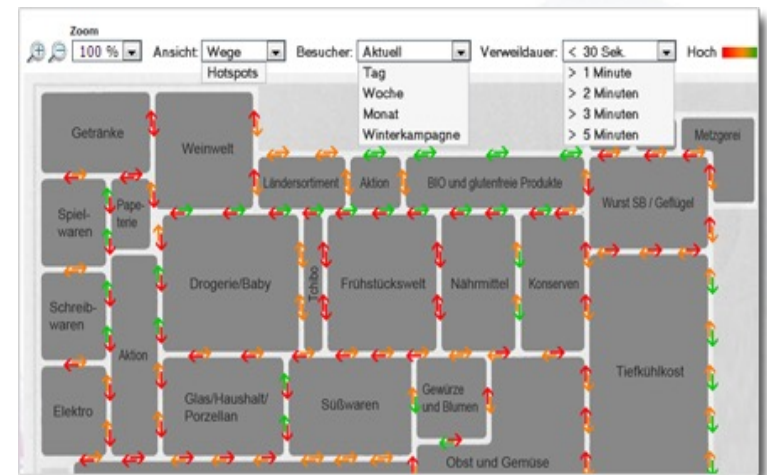 Zoom
100 % Ansicht: Wege Besucher: Aktuell Verweildauer: < 30 Sek. Hoch
Hotspots Tag > 1 Minute
Woche > 2 Minuten
Monat > 3 Minuten
Winterkampagne > 5 Minuten
Getränke
Weinwelt
Metzgerei
Ländersortiment
Aktion
BIO und glutenfreie Produkte
Wurst SB / Geflügel
Spiel-
waren
Pape-
terie
Drogerie/Baby
Tchibo
Frühstückswelt
Nährmittel
Konserven
Schreib-
waren
Aktion
Tiefkühlkost
Elektro
Glas/Haushalt/
Porzellan
Süßwaren
Gewürze
und Blumen
Obst und Gemüse